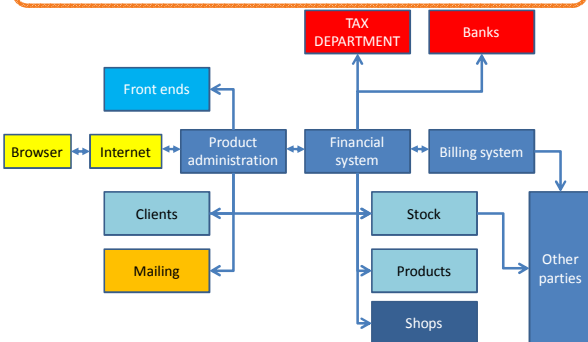 TAX
DEPARTMENT
Banks
Front ends
Browser
Internet
Product
administration
Financial
system
Billing system
Clients
Stock
Mailing
Products
Other
parties
Shops